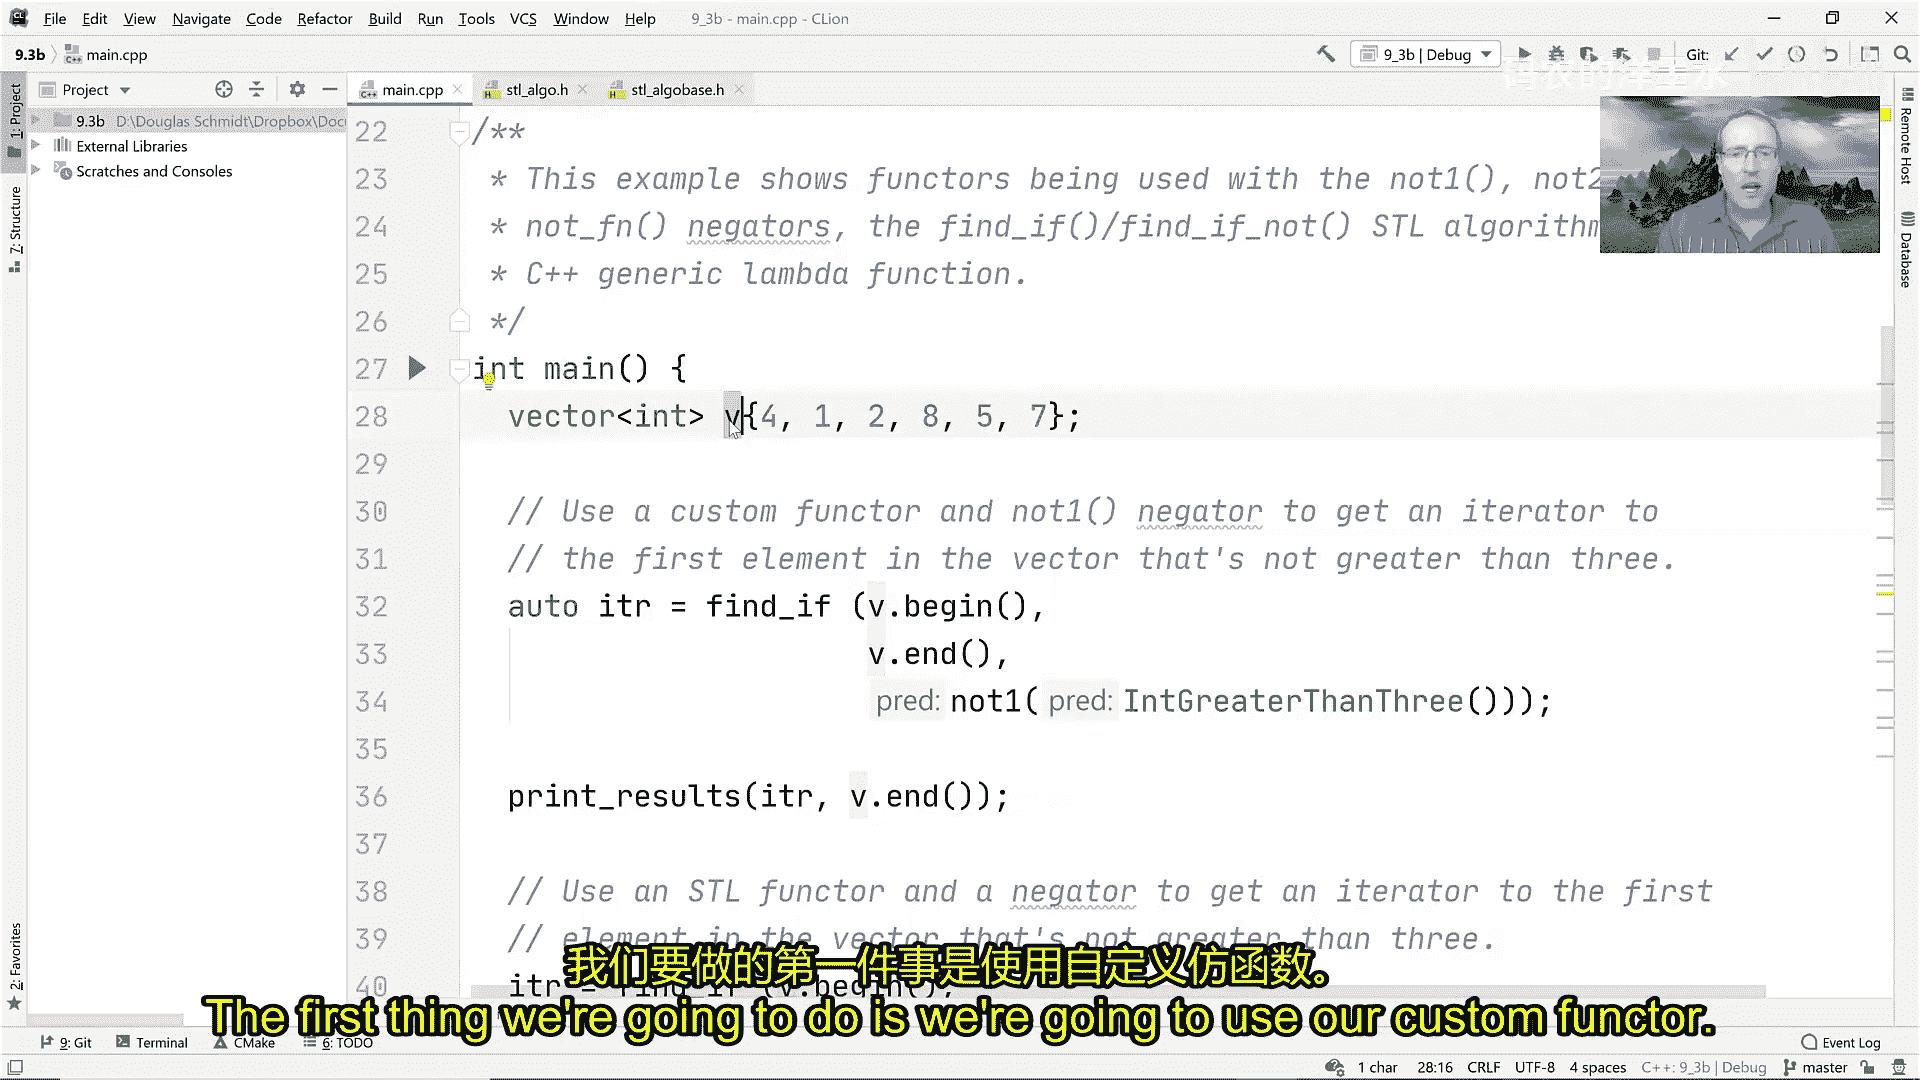 File Edit View Navigate Code Refactor Build Run Tools VCS Window Help 9_3b - main.cpp - CLion
9.3b main.cpp 9_3b | Debug Git:
Project main.cpp stl_algo.h stl_algobase.h
1: Project
7: Structure
2: Favorites
Remote Host
Database
9.3b D:\Douglas Schmidt\Dropbox\Docu
External Libraries
Scratches and Consoles
22 /**
23 * This example shows functors being used with the not1(), not2
24 * not_fn() negators, the find_if()/find_if_not() STL algorithm
25 * C++ generic lambda function.
26 */
27 int main() {
28 vector<int> v{4, 1, 2, 8, 5, 7};
29
30 // Use a custom functor and not1() negator to get an iterator to
31 // the first element in the vector that's not greater than three.
32 auto itr = find_if (v.begin(),
33 v.end(),
34 pred: not1( pred: IntGreaterThanThree()));
35
36 print_results(itr, v.end());
37
38 // Use an STL functor and a negator to get an iterator to the first
39 // element in the vector that's not greater than three.
40 itr = find_if (v.begin(),
我们要做的第一件事是使用自定义仿函数。
The first thing we're going to do is we're going to use our custom functor.
9: Git Terminal CMake 6: TODO Event Log
1 char 28:16 CRLF UTF-8 4 spaces C++: 9_3b | Debug master